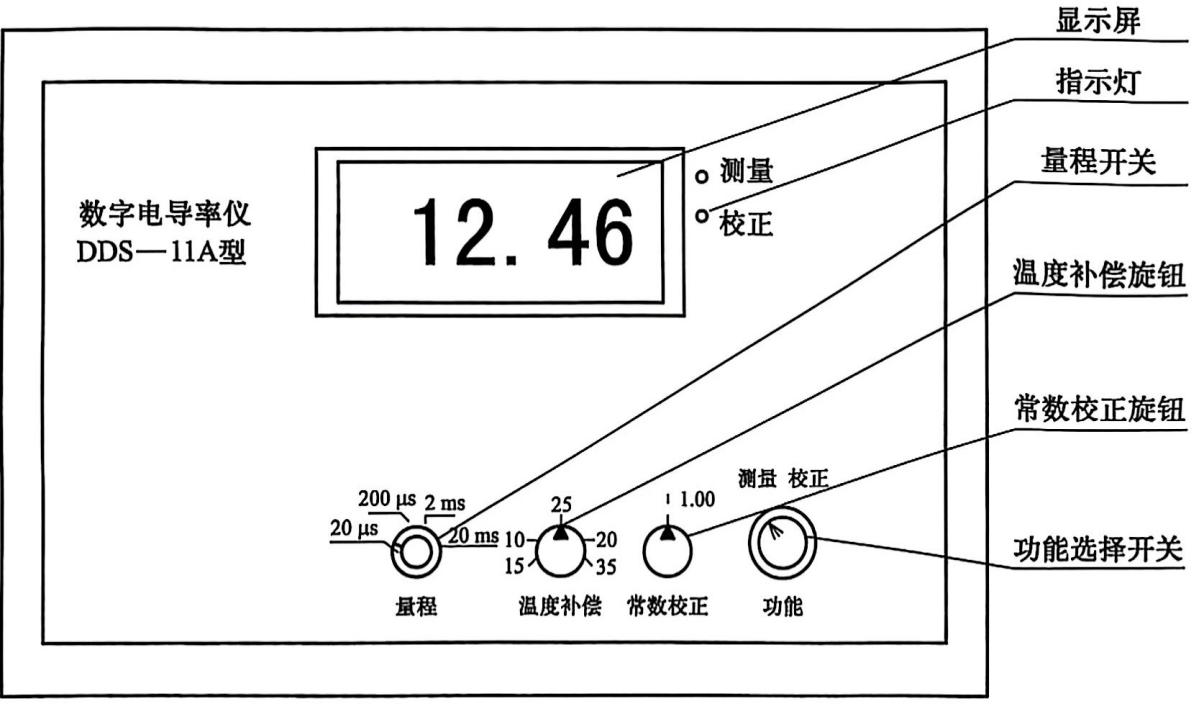 显示屏
指示灯
量程开关
温度补偿旋钮
常数校正旋钮
功能选择开关
数字电导率仪
DDS—11A型
12.46
测量
校正
200 μs
2 ms
20 μs
20 ms
量程
25
10
20
15
35
温度补偿
1.00
常数校正
测量 校正
功能